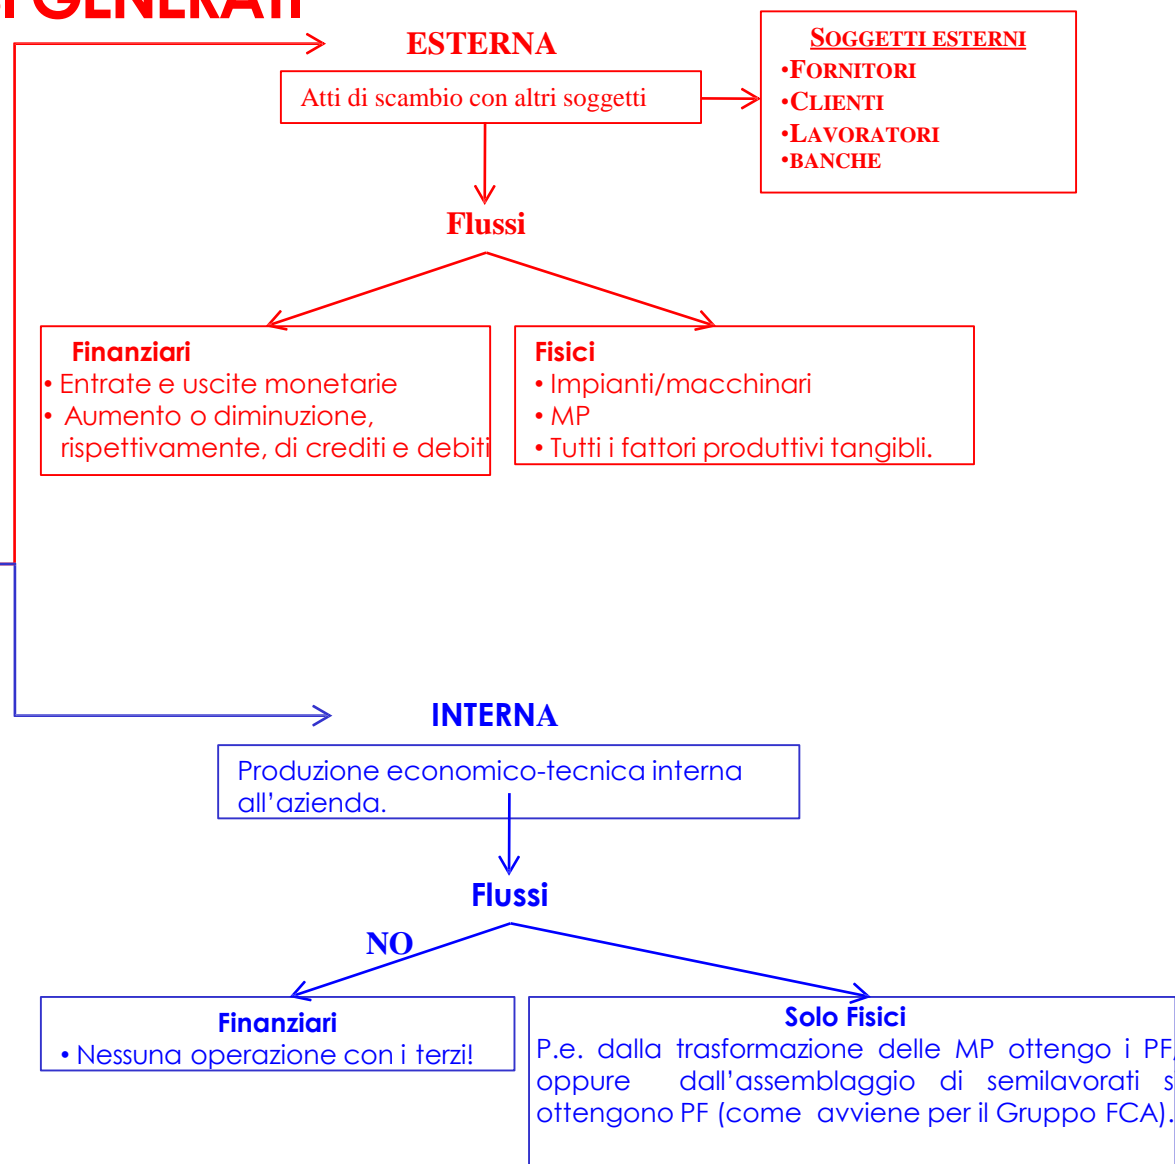 GENERATI
ESTERNA
Atti di scambio con altri soggetti
SOGGETTI ESTERNI
•FORNITORI
•CLIENTI
•LAVORATORI
•BANCHE
Flussi
Finanziari
• Entrate e uscite monetarie
• Aumento o diminuzione,
rispettivamente, di crediti e debiti
Fisici
• Impianti/macchinari
• MP
• Tutti i fattori produttivi tangibli.
INTERNA
Produzione economico-tecnica interna
all’azienda.
Flussi
NO
Finanziari
• Nessuna operazione con i terzi!
Solo Fisici
P.e. dalla trasformazione delle MP ottengo i PF,
oppure dall’assemblaggio di semilavorati s
ottengono PF (come avviene per il Gruppo FCA).